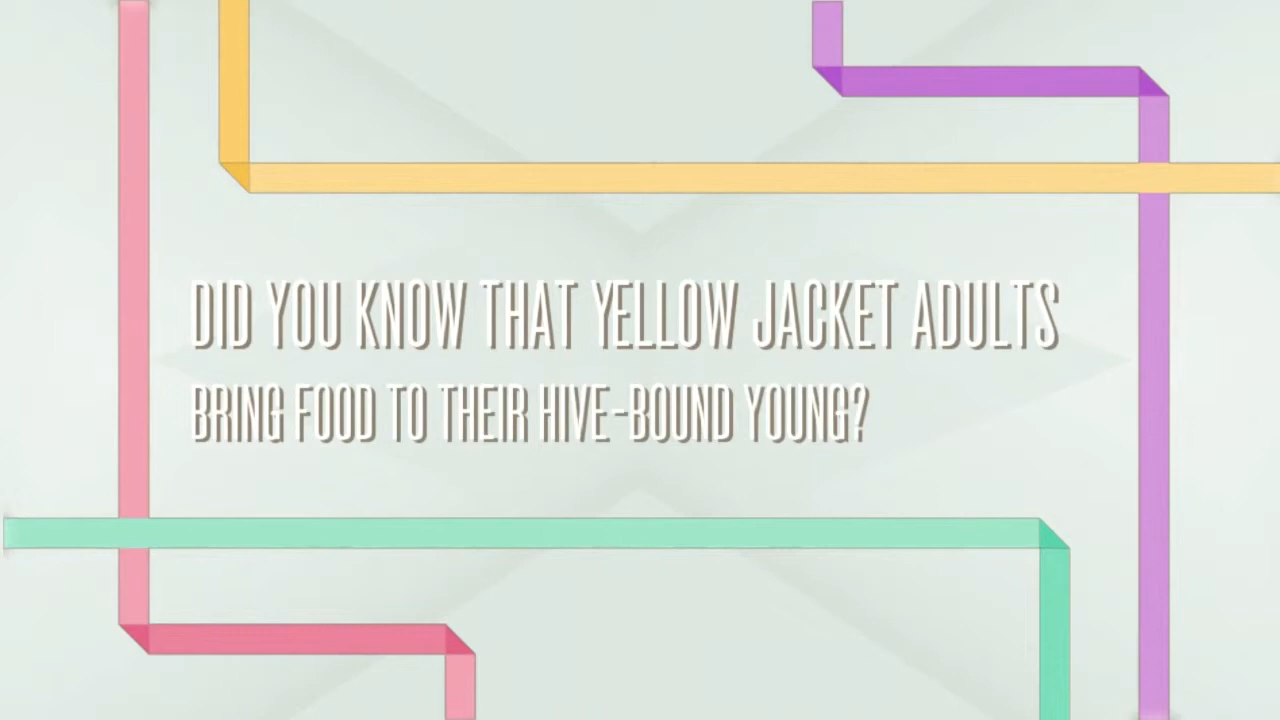 DID YOU KNOW THAT YELLOW JACKET ADULTS
BRING FOOD TO THEIR HIVE-BOUND YOUNG?